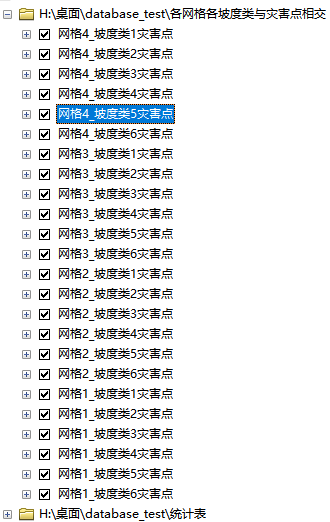 H:\桌面\database_test\各网格各坡度类与灾害点相交
网格4_坡度类1灾害点
网格4_坡度类2灾害点
网格4_坡度类3灾害点
网格4_坡度类4灾害点
网格4_坡度类5灾害点
网格4_坡度类6灾害点
网格3_坡度类1灾害点
网格3_坡度类2灾害点
网格3_坡度类3灾害点
网格3_坡度类4灾害点
网格3_坡度类5灾害点
网格3_坡度类6灾害点
网格2_坡度类1灾害点
网格2_坡度类2灾害点
网格2_坡度类3灾害点
网格2_坡度类4灾害点
网格2_坡度类5灾害点
网格2_坡度类6灾害点
网格1_坡度类1灾害点
网格1_坡度类2灾害点
网格1_坡度类3灾害点
网格1_坡度类4灾害点
网格1_坡度类5灾害点
网格1_坡度类6灾害点
H:\桌面\database_test\统计表